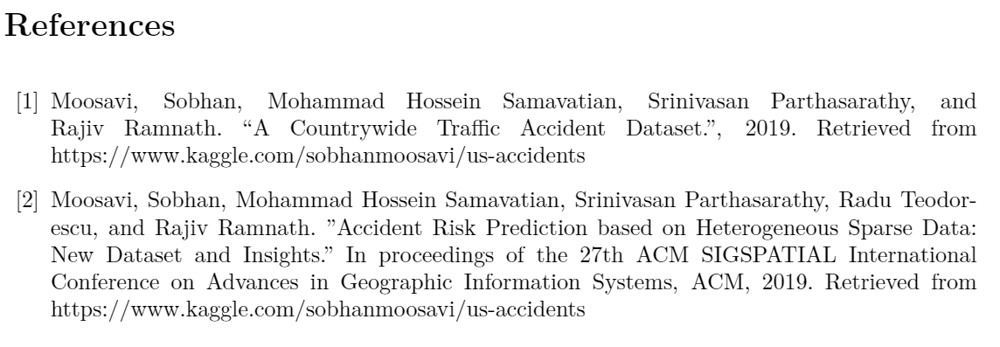 References
[1] Moosavi, Sobhan, Mohammad Hossein Samavatian, Srinivasan Parthasarathy, and
Rajiv Ramnath. “A Countrywide Traffic Accident Dataset.”, 2019. Retrieved from
https://www.kaggle.com/sobhanmoosavi/us-accidents
[2] Moosavi, Sobhan, Mohammad Hossein Samavatian, Srinivasan Parthasarathy, Radu Teodor-
escu, and Rajiv Ramnath. ”Accident Risk Prediction based on Heterogeneous Sparse Data:
New Dataset and Insights.” In proceedings of the 27th ACM SIGSPATIAL International
Conference on Advances in Geographic Information Systems, ACM, 2019. Retrieved from
https://www.kaggle.com/sobhanmoosavi/us-accidents